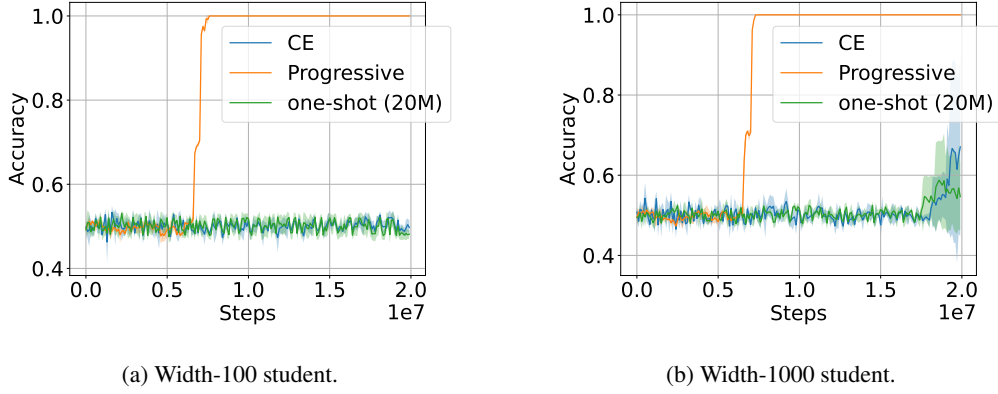 1.0
0.8
0.6
0.4
Accuracy
CE
Progressive
one-shot (20M)
0.0 0.5 1.0 1.5 2.0
Steps
1e7
(a) Width-100 student.
1.0
0.8
0.6
0.4
Accuracy
CE
Progressive
one-shot (20M)
0.0 0.5 1.0 1.5 2.0
Steps
1e7
(b) Width-1000 student.